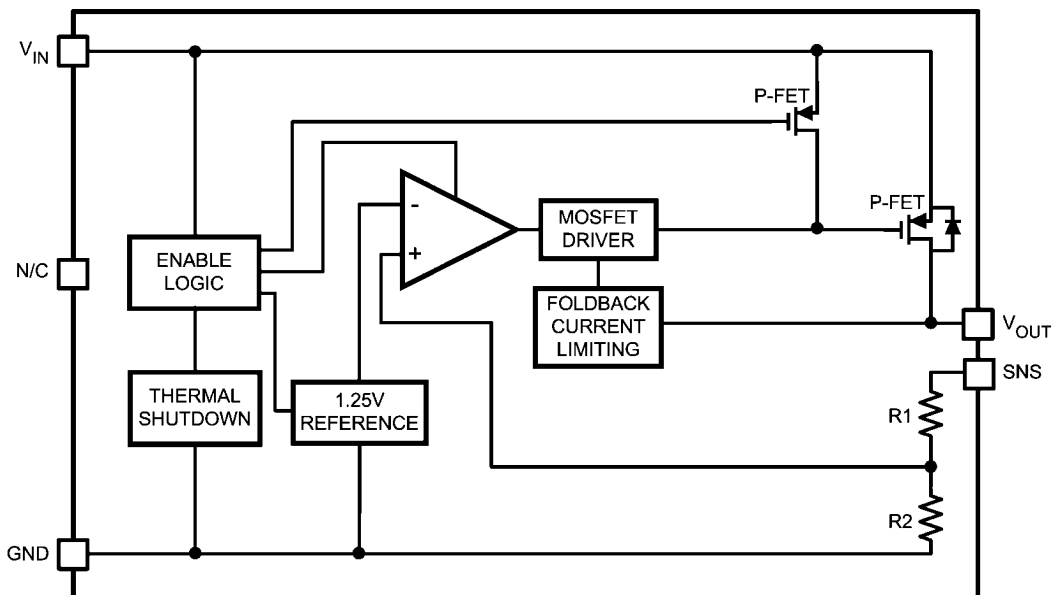 VIN
P-FET
P-FET
-
+
MOSFET
DRIVER
N/C
ENABLE
LOGIC
FOLDBACK
CURRENT
LIMITING
VOUT
SNS
THERMAL
SHUTDOWN
1.25V
REFERENCE
R1
R2
GND